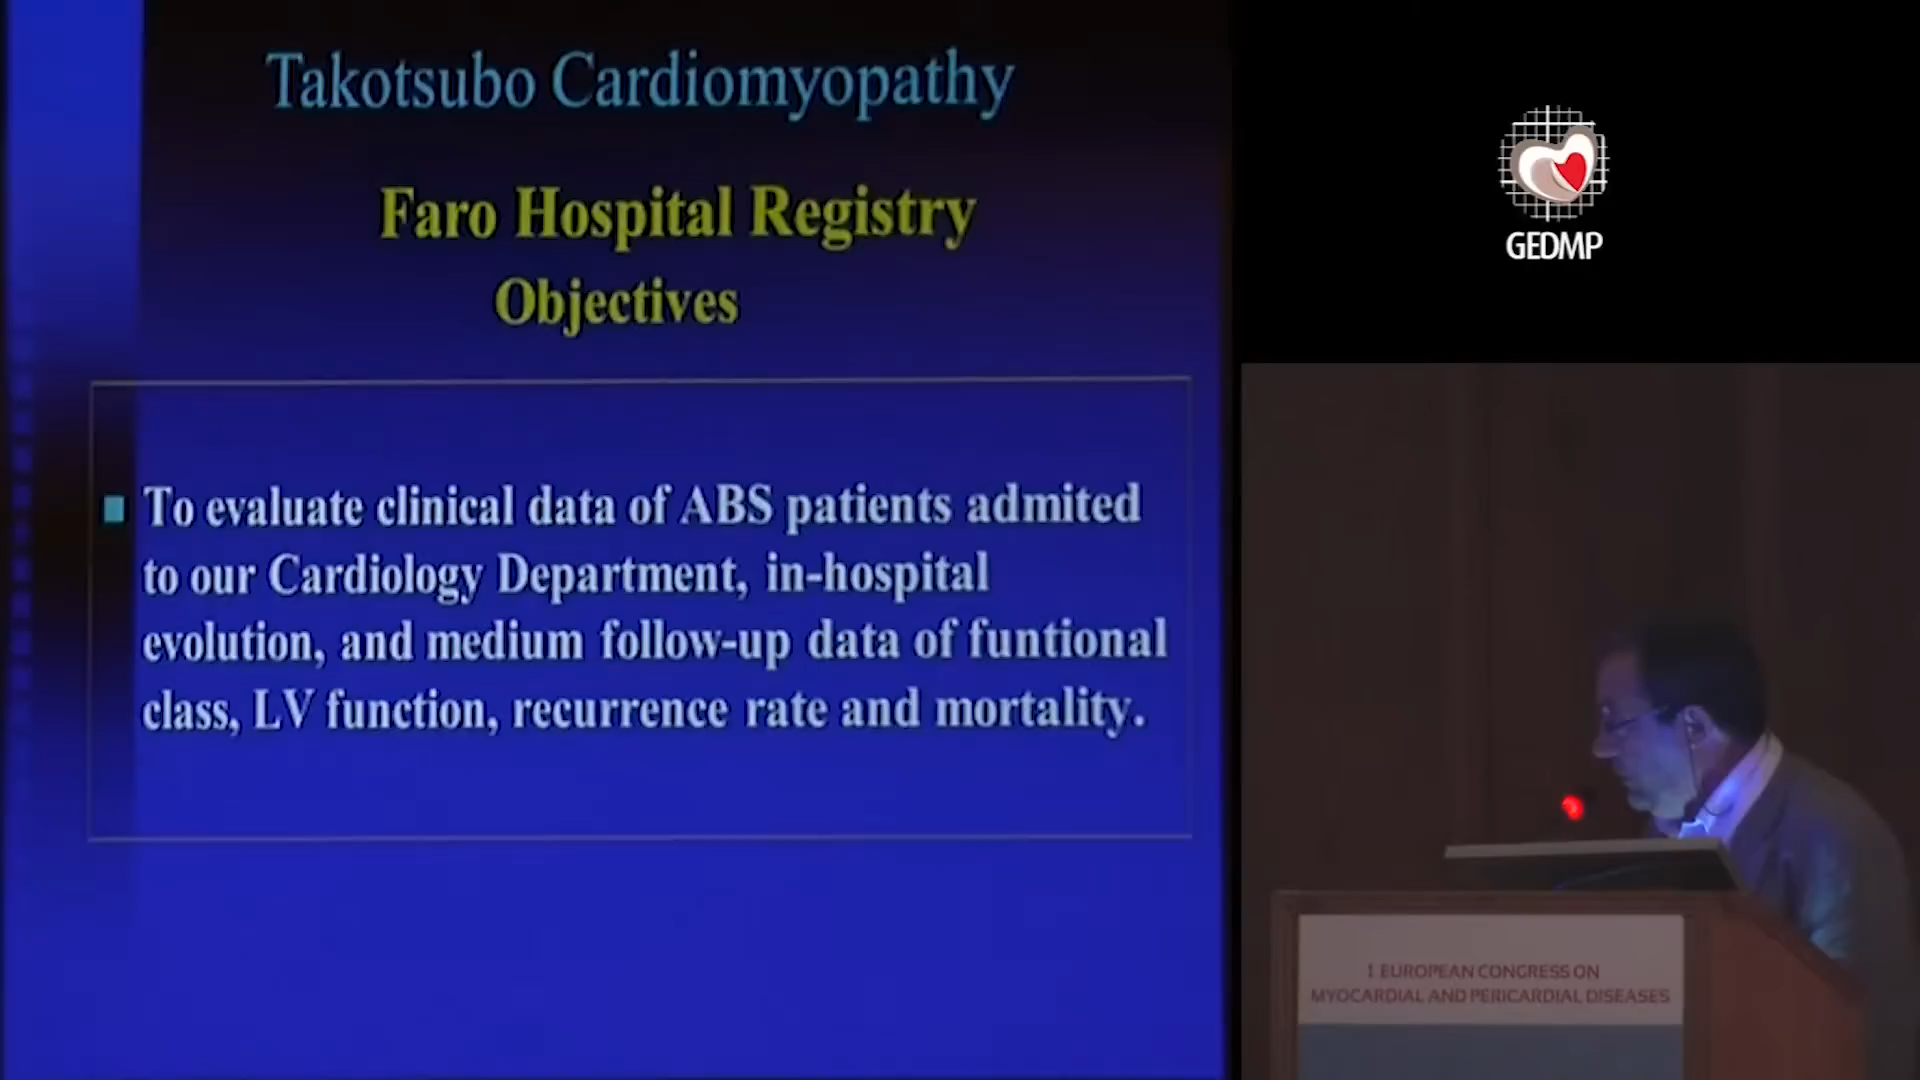 Takotsubo Cardiomyopathy
Faro Hospital Registry
Objectives
To evaluate clinical data of ABS patients admited
to our Cardiology Department, in-hospital
evolution, and medium follow-up data of funtional
class, LV function, recurrence rate and mortality.
GEDMP
1 EUROPEAN CONGRESS ON
MYOCARDIAL AND PERICARDIAL DISEASES